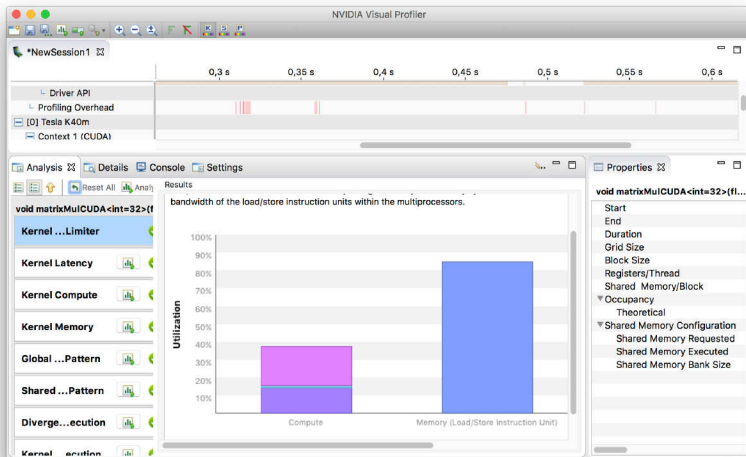 NVIDIA Visual Profiler
*NewSession1
0,3 s 0,35 s 0,4 s 0,45 s 0,5 s 0,55 s 0,6 s
Driver API
Profiling Overhead
[0] Tesla K40m
Context 1 (CUDA)
Analysis Details Console Settings
Reset All Analy
void matrixMulCUDA<int=32>(f
Kernel ...Limiter
Kernel Latency
Kernel Compute
Kernel Memory
Global ...Pattern
Shared ...Pattern
Diverge...ecution
Kernel ...ecution
Results
bandwidth of the load/store instruction units within the multiprocessors.
Utilization
100%
90%
80%
70%
60%
50%
40%
30%
20%
10%
Compute
Memory (Load/Store Instruction Unit)
Properties
void matrixMulCUDA<int=32>(fl...
Start
End
Duration
Grid Size
Block Size
Registers/Thread
Shared Memory/Block
Occupancy
Theoretical
Shared Memory Configuration
Shared Memory Requested
Shared Memory Executed
Shared Memory Bank Size